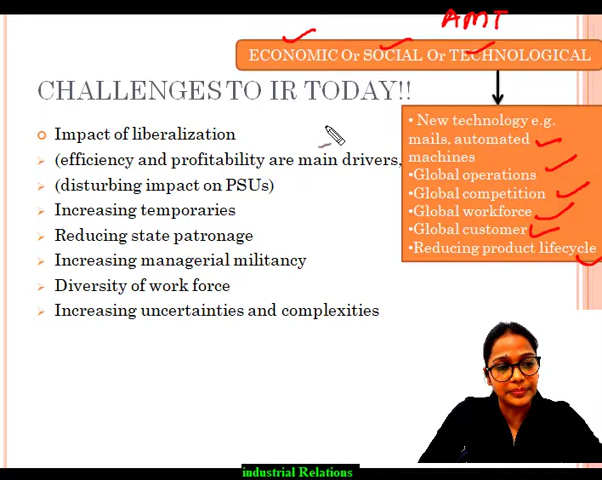 AMT
ECONOMIC Or SOCIAL Or TECHNOLOGICAL
CHALLENGES TO IR TODAY!!
Impact of liberalization
(efficiency and profitability are main drivers,
(disturbing impact on PSUs)
Increasing temporaries
Reducing state patronage
Increasing managerial militancy
Diversity of work force
Increasing uncertainties and complexities
• New technology e.g.
mails, automated
machines
•Global operations
•Global competition
•Global workforce
•Global customer
•Reducing product lifecycle
industrial Relations